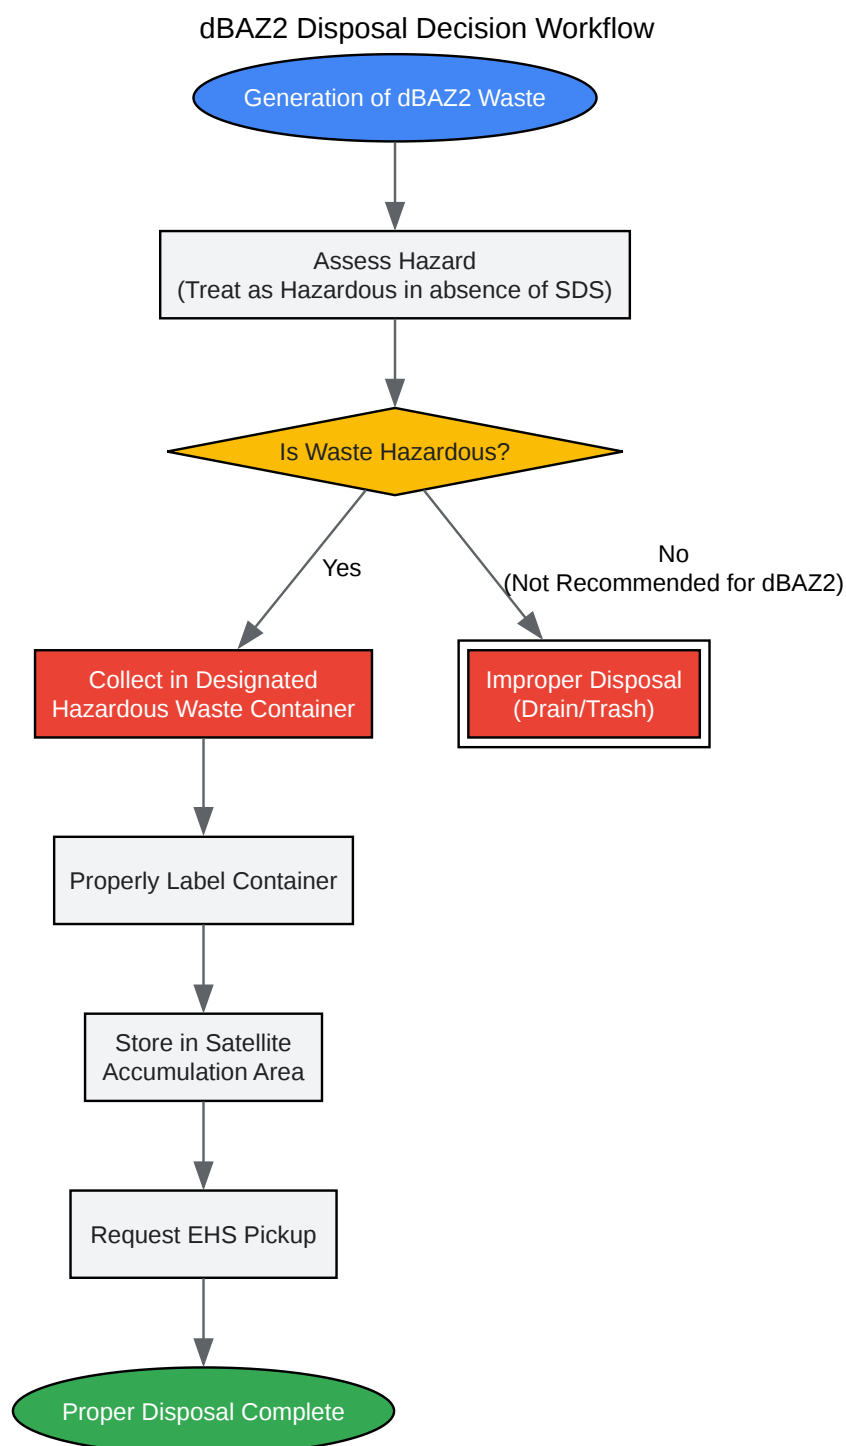 dBAZ2 Disposal Decision Workflow
Generation of dBAZ2 Waste
Assess Hazard
(Treat as Hazardous in absence of SDS)
Is Waste Hazardous?
Yes
No
(Not Recommended for dBAZ2)
Collect in Designated
Hazardous Waste Container
Improper Disposal
(Drain/Trash)
Properly Label Container
Store in Satellite
Accumulation Area
Request EHS Pickup
Proper Disposal Complete